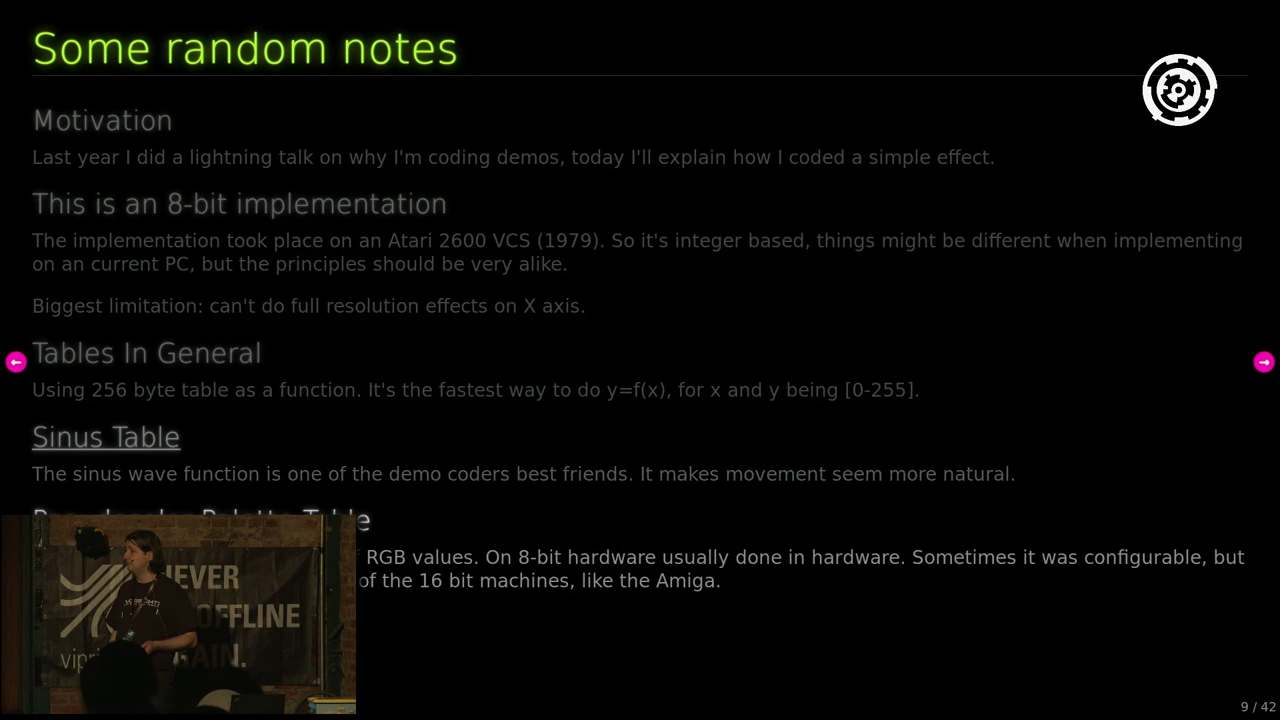 Some random notes
Motivation
Last year I did a lightning talk on why I'm coding demos, today I'll explain how I coded a simple effect.
This is an 8-bit implementation
The implementation took place on an Atari 2600 VCS (1979). So it's integer based, things might be different when implementing
on an current PC, but the principles should be very alike.
Biggest limitation: can't do full resolution effects on X axis.
Tables In General
Using 256 byte table as a function. It's the fastest way to do y=f(x), for x and y being [0-255].
Sinus Table
The sinus wave function is one of the demo coders best friends. It makes movement seem more natural.
Palette Table
RGB values. On 8-bit hardware usually done in hardware. Sometimes it was configurable, but
of the 16 bit machines, like the Amiga.
NEVER
OFFLINE
AGAIN.
9 / 42